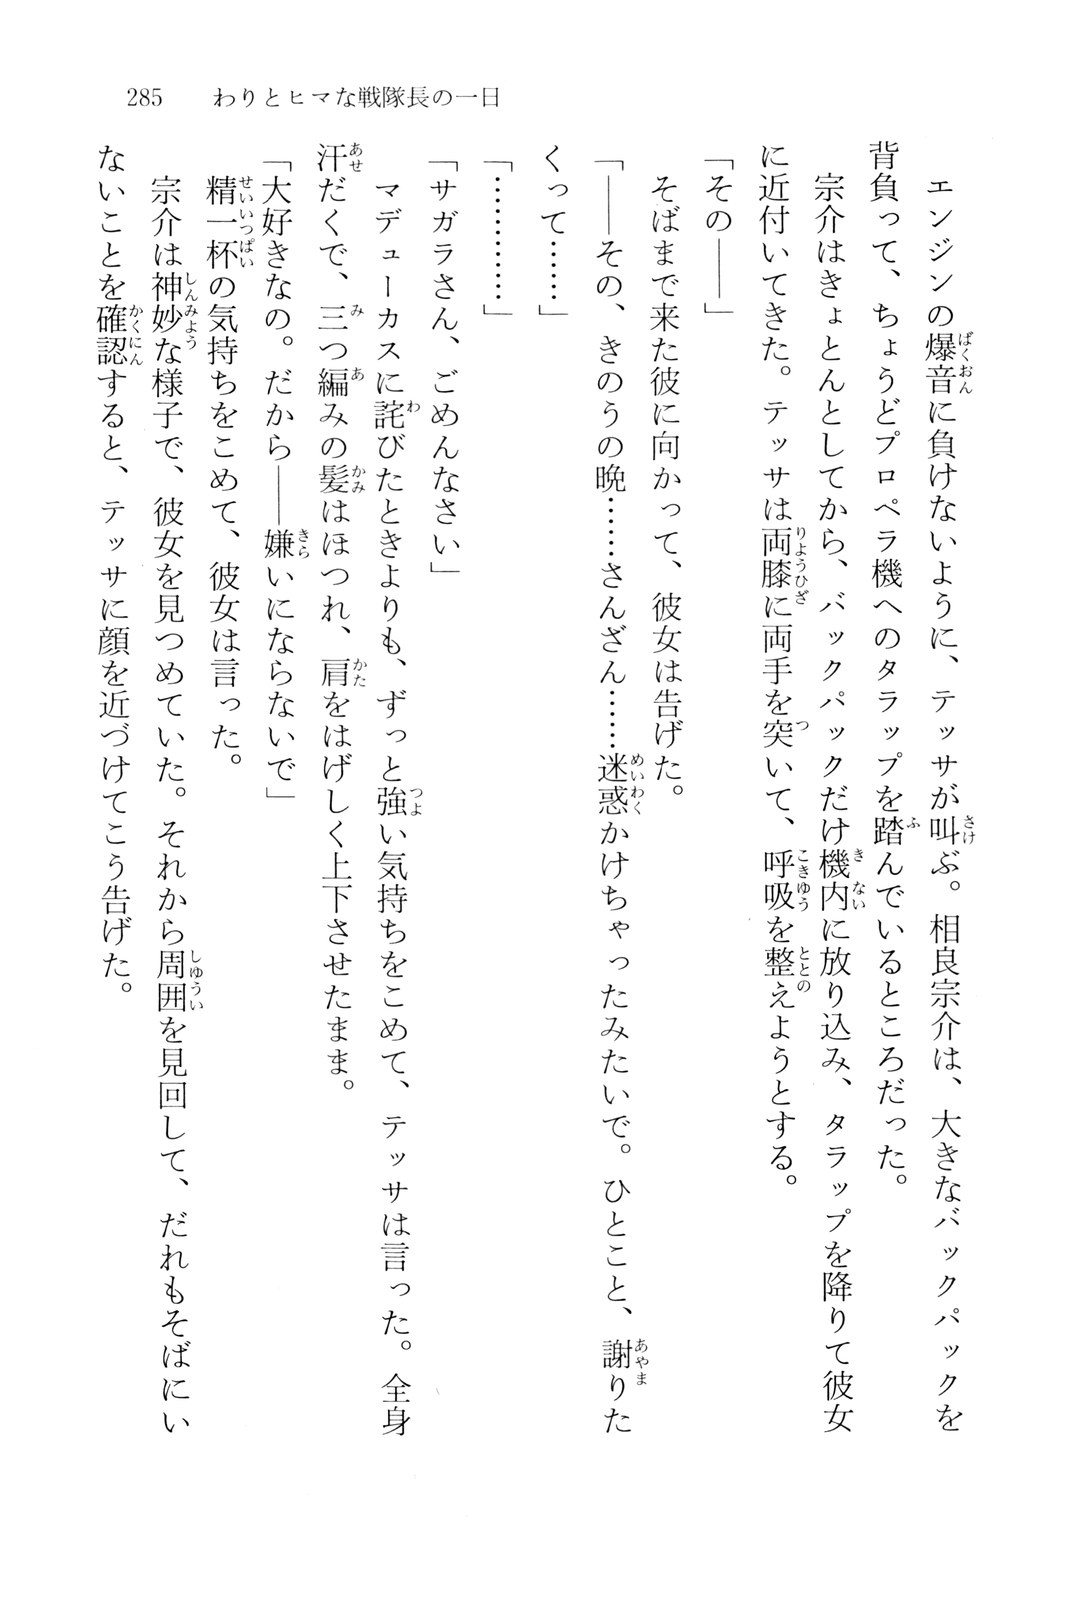 285　わりとヒマな戦隊長の一日
　エンジンの爆音に負けないように、テッサが叫ぶ。相良宗介は、大きなバックパックを
背負って、ちょうどプロペラ機へのタラップを踏んでいるところだった。
　宗介はきょとんとしてから、バックパックだけ機内に放り込み、タラップを降りて彼女
に近付いてきた。テッサは両膝に両手を突いて、呼吸を整えようとする。
「その――」
　そばまで来た彼に向かって、彼女は告げた。
「――その、きのうの晩……さんざん……迷惑かけちゃったみたいで。ひとこと、謝りた
くって……」
「…………」
「サガラさん、ごめんなさい」
　マデューカスに詫びたときよりも、ずっと強い気持ちをこめて、テッサは言った。全身
汗だくで、三つ編みの髪はほつれ、肩をはげしく上下させたまま。
「大好きなの。だから――嫌いにならないで」
　精一杯の気持ちをこめて、彼女は言った。
　宗介は神妙な様子で、彼女を見つめていた。それから周囲を見回して、だれもそばにい
ないことを確認すると、テッサに顔を近づけてこう告げた。